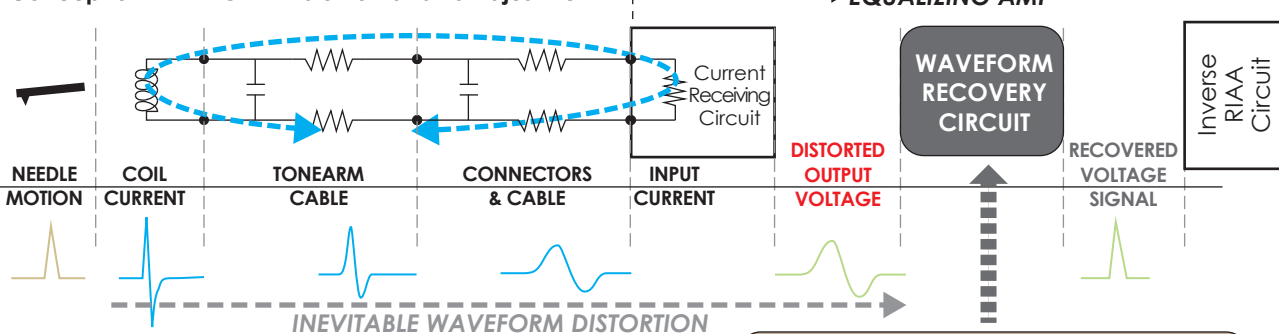 EQUALIZING AMP
Current
Receiving
Circuit
WAVEFORM
RECOVERY
CIRCUIT
Inverse
RIAA
Circuit
NEEDLE
MOTION
COIL
CURRENT
TONEARM
CABLE
CONNECTORS
& CABLE
INPUT
CURRENT
DISTORTED
OUTPUT
VOLTAGE
RECOVERED
VOLTAGE
SIGNAL
INEVITABLE WAVEFORM DISTORTION